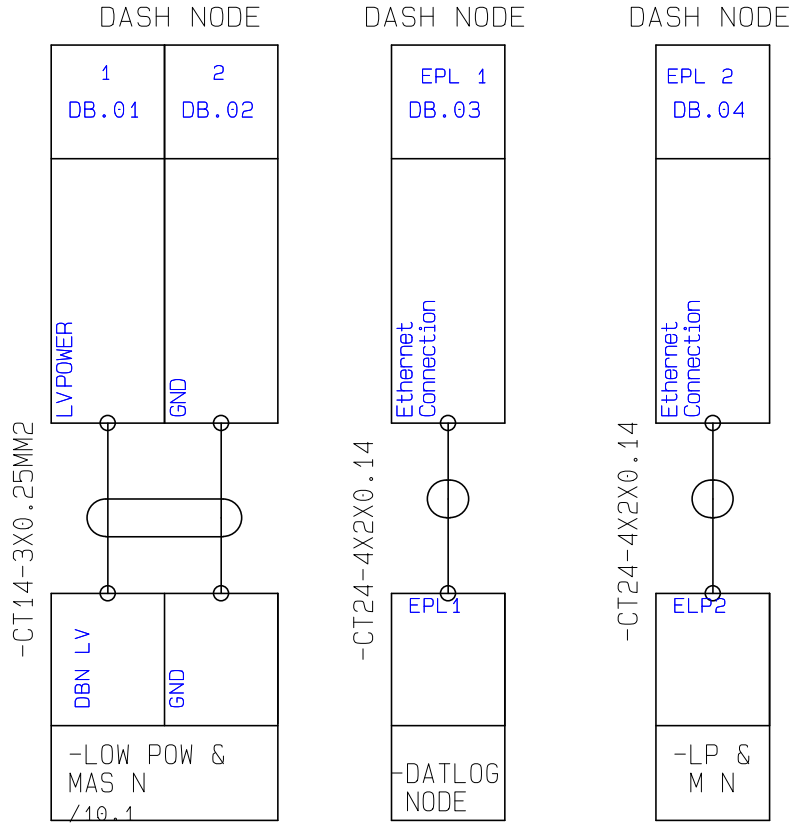 DASH NODE
DASH NODE
DASH NODE
1
2
EPL 1
EPL 2
DB.01
DB.02
DB.03
DB.04
LVPOWER
GND
Ethernet
Connection
Ethernet
Connection
-CT14-3X0.25MM2
-CT24-4X2X0.14
-CT24-4X2X0.14
DBN LV
GND
EPL1
ELP2
-LOW POW &
MAS N
/10.1
-DATLOG
NODE
-LP &
M N